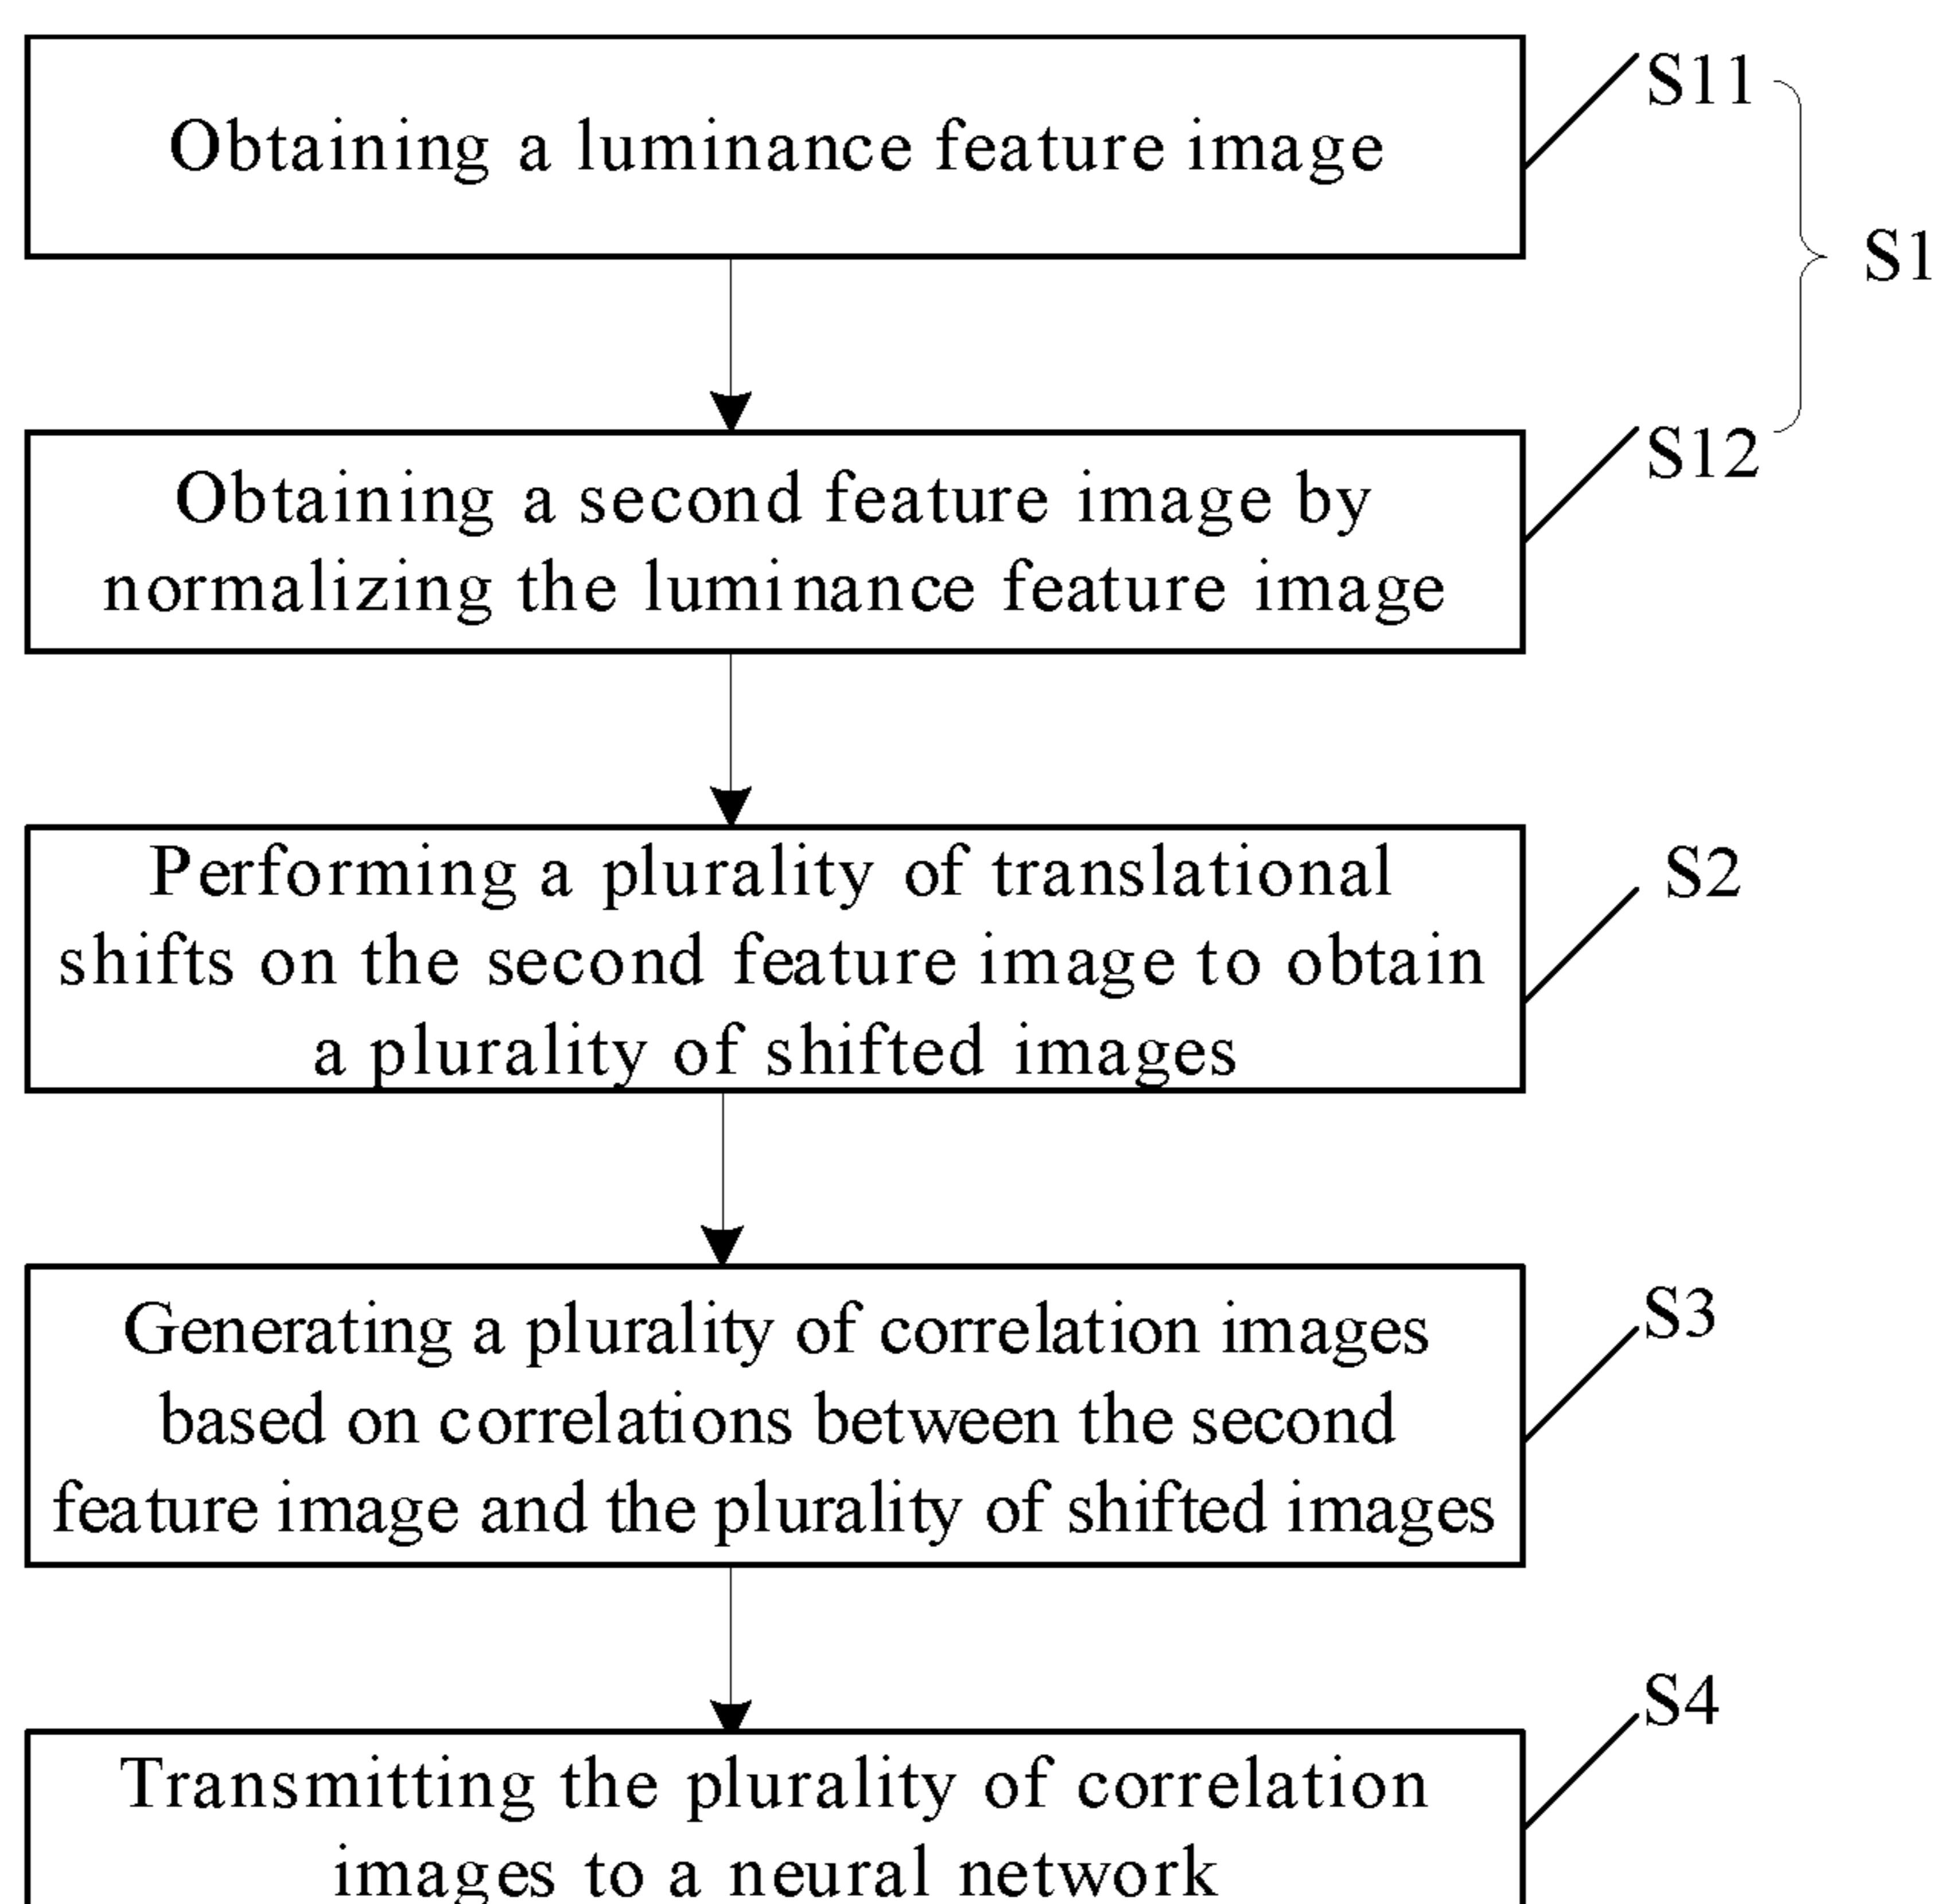 Obtaining a luminance feature image
S11
S1
Obtaining a second feature image by
normalizing the luminance feature image
S12
Performing a plurality of translational
shifts on the second feature image to obtain
a plurality of shifted images
S2
Generating a plurality of correlation images
based on correlations between the second
feature image and the plurality of shifted images
S3
Transmitting the plurality of correlation
images to a neural network
S4